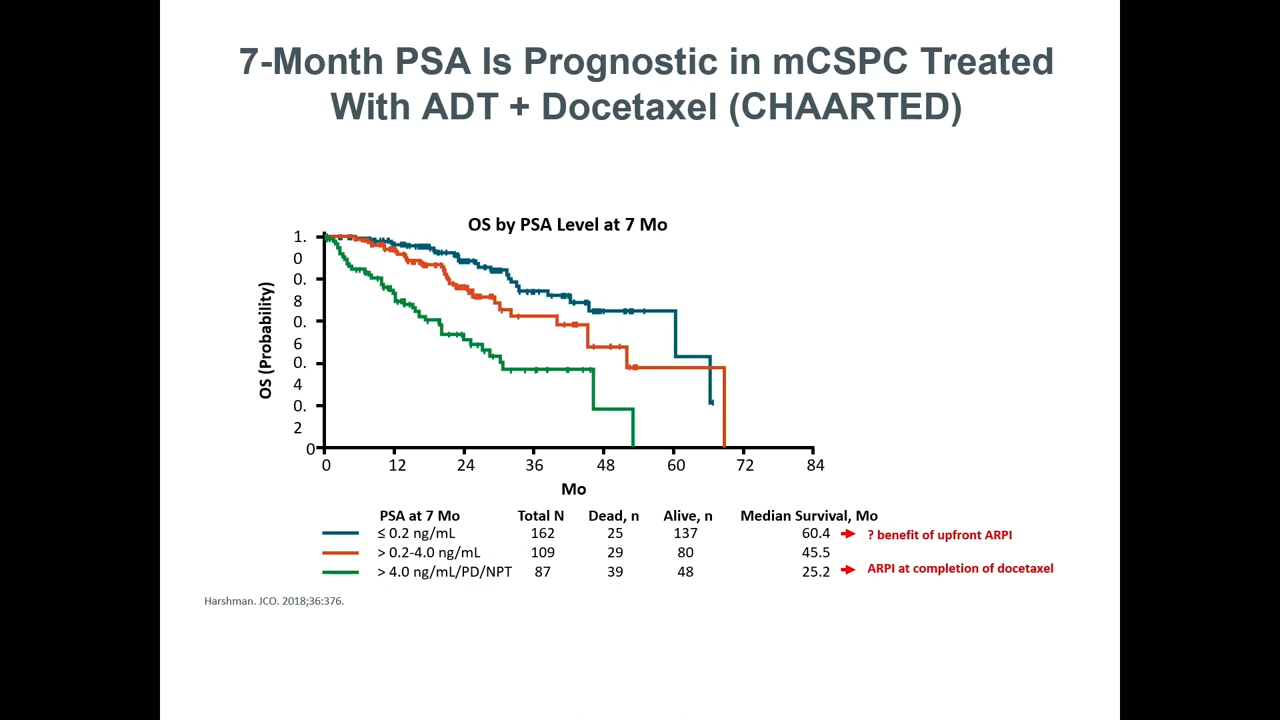 7-Month PSA Is Prognostic in mCSPC Treated
With ADT + Docetaxel (CHAARTED)
OS by PSA Level at 7 Mo
OS (Probability)
1.
0
0.
8
0.
6
0.
4
0.
2
0
0 12 24 36 48 60 72 84
Mo
PSA at 7 Mo Total N Dead, n Alive, n Median Survival, Mo
≤ 0.2 ng/mL 162 25 137 60.4 ? benefit of upfront ARPI
> 0.2-4.0 ng/mL 109 29 80 45.5
> 4.0 ng/mL/PD/NPT 87 39 48 25.2 ARPI at completion of docetaxel
Harshman. JCO. 2018;36:376.